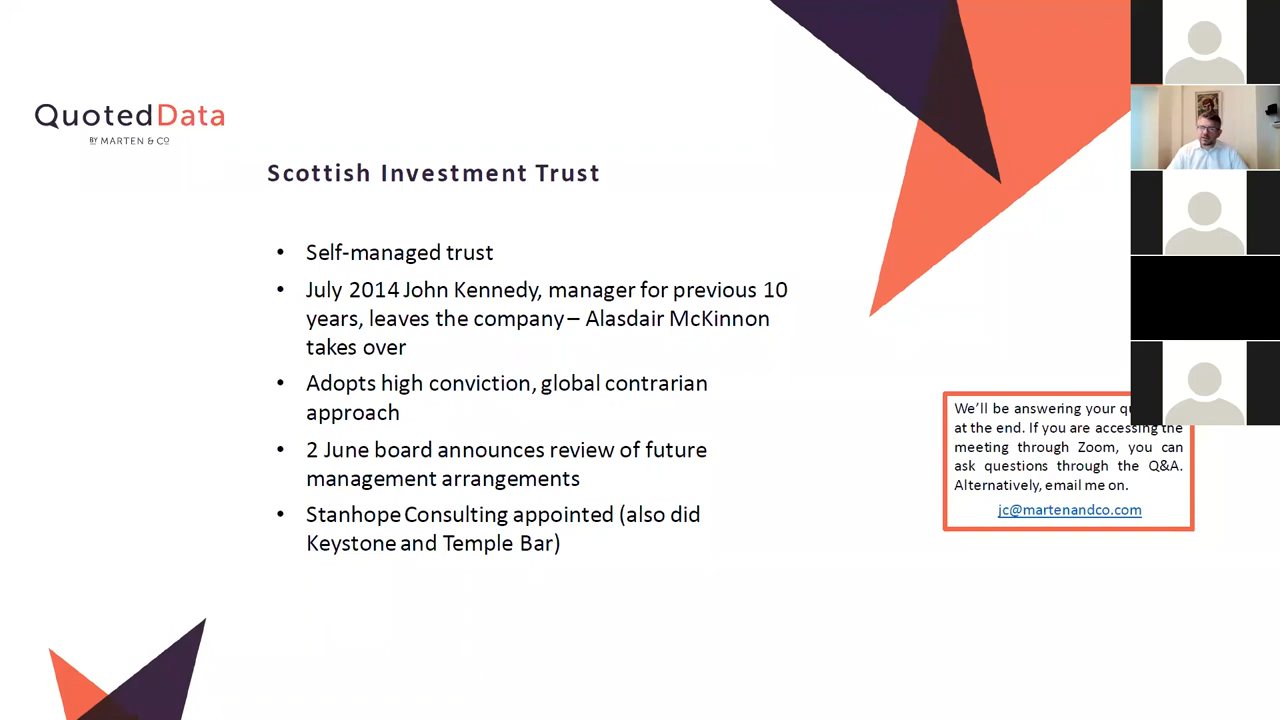 QuotedData
BY MARTEN & CO
Scottish Investment Trust
• Self-managed trust
• July 2014 John Kennedy, manager for previous 10
years, leaves the company – Alasdair McKinnon
takes over
• Adopts high conviction, global contrarian
approach
• 2 June board announces review of future
management arrangements
• Stanhope Consulting appointed (also did
Keystone and Temple Bar)
We’ll be answering your
at the end. If you are accessing the
meeting through Zoom, you can
ask questions through the Q&A.
Alternatively, email me on.
jc@martenandco.com